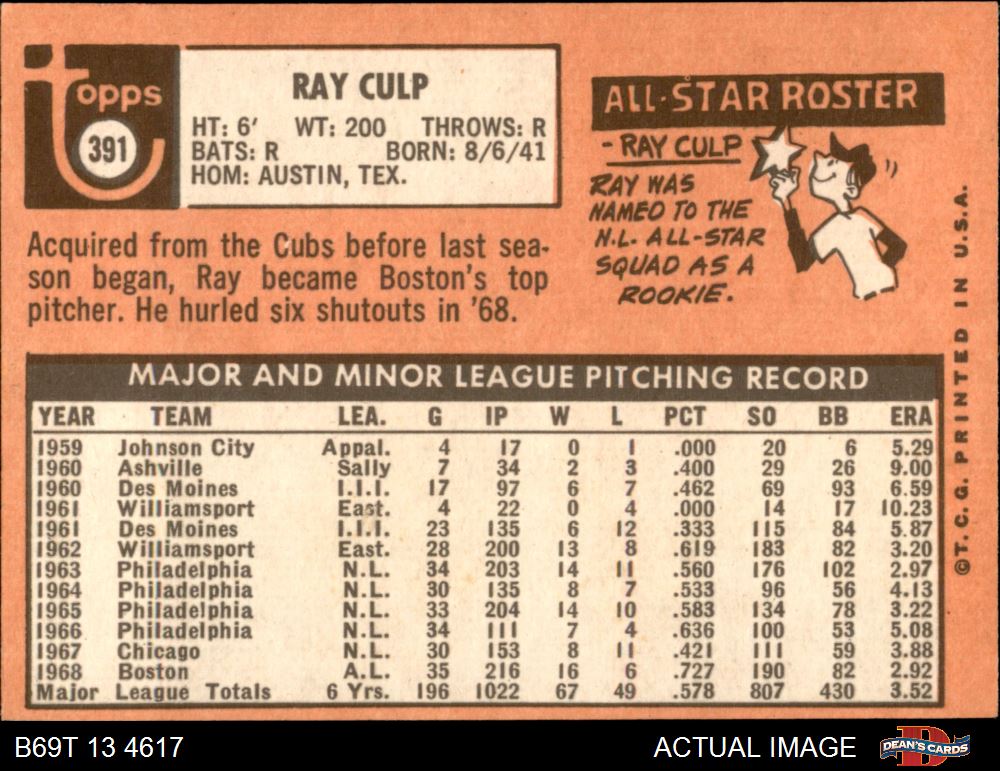 Topps
391
RAY CULP
HT: 6' WT: 200 THROWS: R
BATS: R BORN: 8/6/41
HOM: AUSTIN, TEX.
Acquired from the Cubs before last sea-
son began, Ray became Boston's top
pitcher. He hurled six shutouts in '68.
ALL-STAR ROSTER
- RAY CULP
RAY WAS
NAMED TO THE
N.L. ALL-STAR
SQUAD AS A
ROOKIE.
MAJOR AND MINOR LEAGUE PITCHING RECORD
YEAR TEAM LEA. G IP W L PCT SO BB ERA
1959 Johnson City Appal. 4 17 0 1 .000 20 6 5.29
1960 Ashville Sally 7 34 2 3 .400 29 26 9.00
1960 Des Moines I.I.I. 17 97 6 7 .462 69 93 6.59
1961 Williamsport East. 4 22 0 4 .000 14 17 10.23
1961 Des Moines I.I.I. 23 135 6 12 .333 115 84 5.87
1962 Williamsport East. 28 200 13 8 .619 183 82 3.20
1963 Philadelphia N.L. 34 203 14 11 .560 176 102 2.97
1964 Philadelphia N.L. 30 135 8 7 .533 96 56 4.13
1965 Philadelphia N.L. 33 204 14 10 .583 134 78 3.22
1966 Philadelphia N.L. 34 111 7 4 .636 100 53 5.08
1967 Chicago N.L. 30 153 8 11 .421 111 59 3.88
1968 Boston A.L. 35 216 16 6 .727 190 82 2.92
Major League Totals 6 Yrs. 196 1022 67 49 .578 807 430 3.52
©T. C. G. PRINTED IN U.S.A.
B69T 13 4617
ACTUAL IMAGE
DEAN'S CARDS